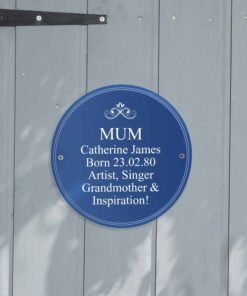 MUM
Catherine James
Born 23.02.80
Artist, Singer
Grandmother &
Inspiration!